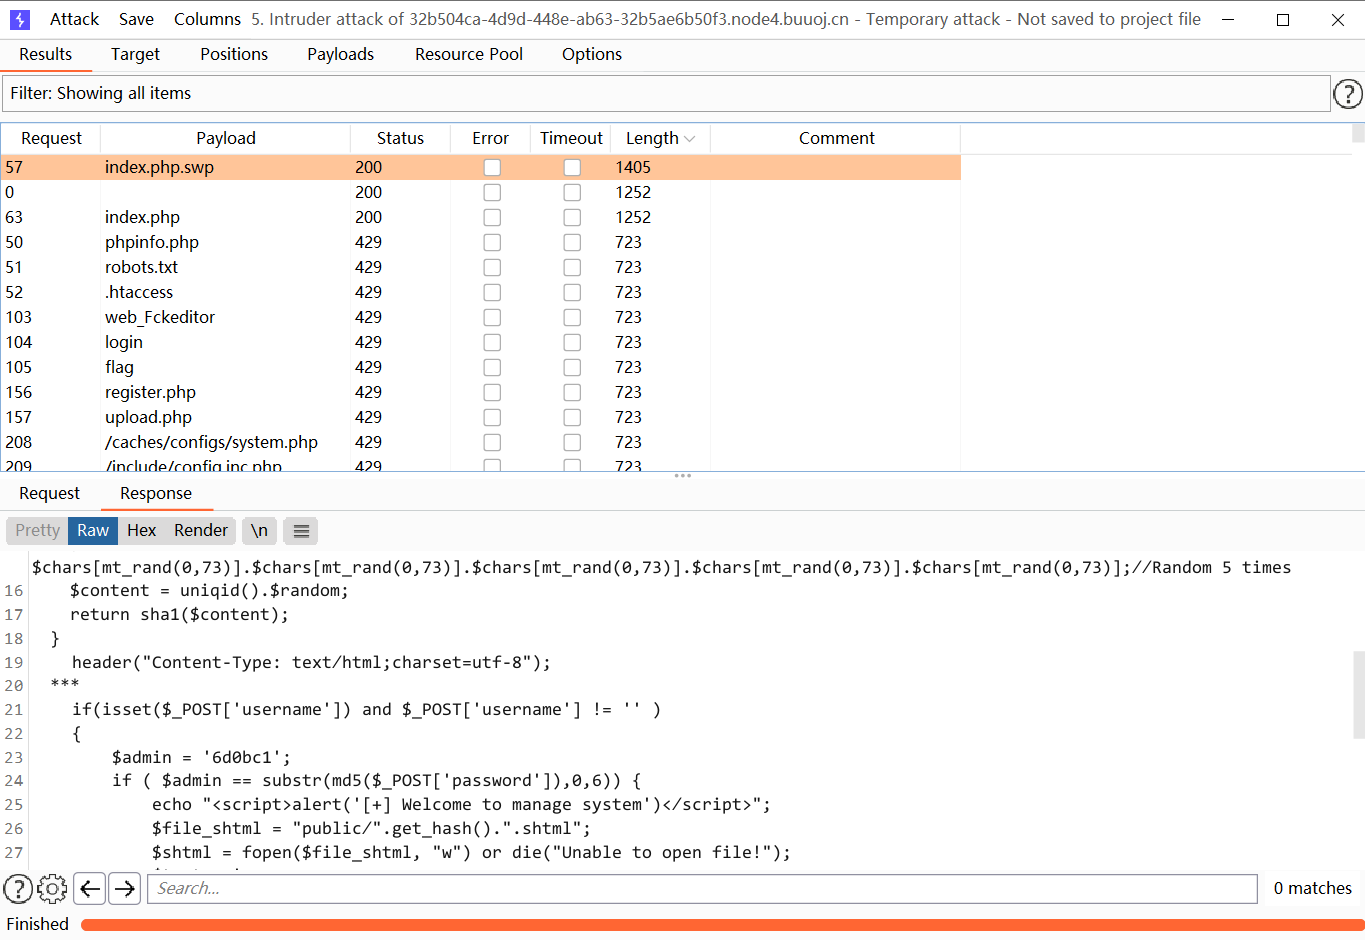 Attack Save Columns 5. Intruder attack of 32b504ca-4d9d-448e-ab63-32b5ae6b50f3.node4.buuoj.cn - Temporary attack - Not saved to project file
Results Target Positions Payloads Resource Pool Options
Filter: Showing all items
Request Payload Status Error Timeout Length Comment
57 index.php.swp 200 1405
0 200 1252
63 index.php 200 1252
50 phpinfo.php 429 723
51 robots.txt 429 723
52 .htaccess 429 723
103 web_Fckeditor 429 723
104 login 429 723
105 flag 429 723
156 register.php 429 723
157 upload.php 429 723
208 /caches/configs/system.php 429 723
209 /include/config.inc.php 429 723
Request Response
Pretty Raw Hex Render \n
$chars[mt_rand(0,73)].$chars[mt_rand(0,73)].$chars[mt_rand(0,73)].$chars[mt_rand(0,73)].$chars[mt_rand(0,73)];//Random 5 times
16 $content = uniqid().$random;
17 return sha1($content);
18 }
19 header("Content-Type: text/html;charset=utf-8");
20 ***
21 if(isset($_POST['username']) and $_POST['username'] != '' )
22 {
23 $admin = '6d0bc1';
24 if ( $admin == substr(md5($_POST['password']),0,6)) {
25 echo "<script>alert('[+] Welcome to manage system')</script>";
26 $file_shtml = "public/".get_hash().".shtml";
27 $shtml = fopen($file_shtml, "w") or die("Unable to open file!");
Search...
0 matches
Finished